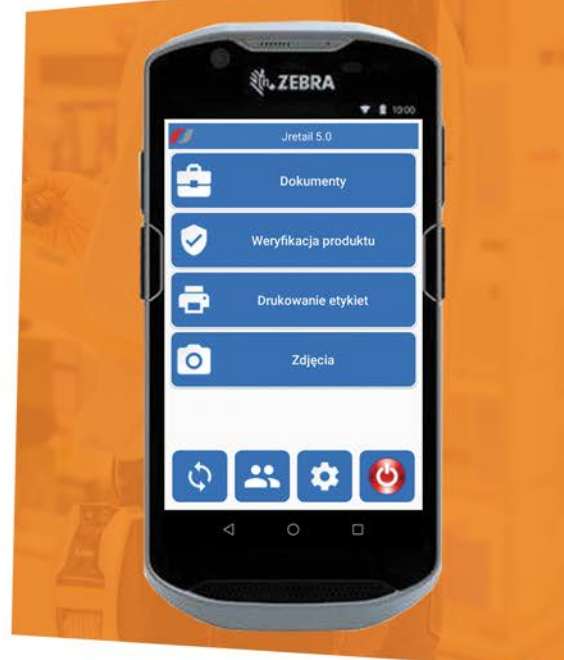 ZEBRA
10:00
Jretail 5.0
Dokumenty
Weryfikacja produktu
Drukowanie etykiet
Zdjęcia